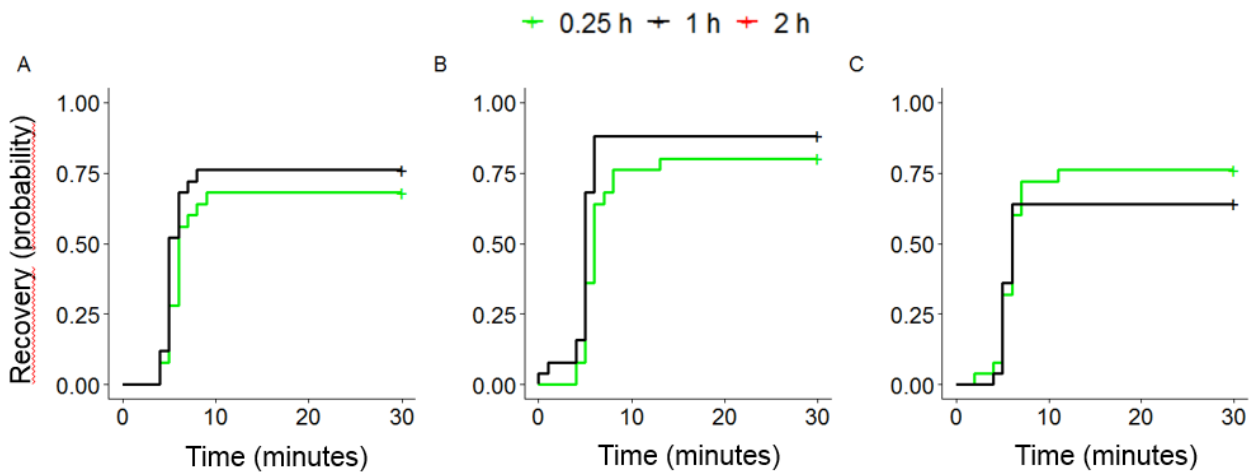 0.25 h 1 h 2 h
A B C
Recovery (probability)
1.00 1.00 1.00
0.75 0.75 0.75
0.50 0.50 0.50
0.25 0.25 0.25
0.00 0.00 0.00
0 10 20 30 0 10 20 30 0 10 20 30
Time (minutes) Time (minutes) Time (minutes)